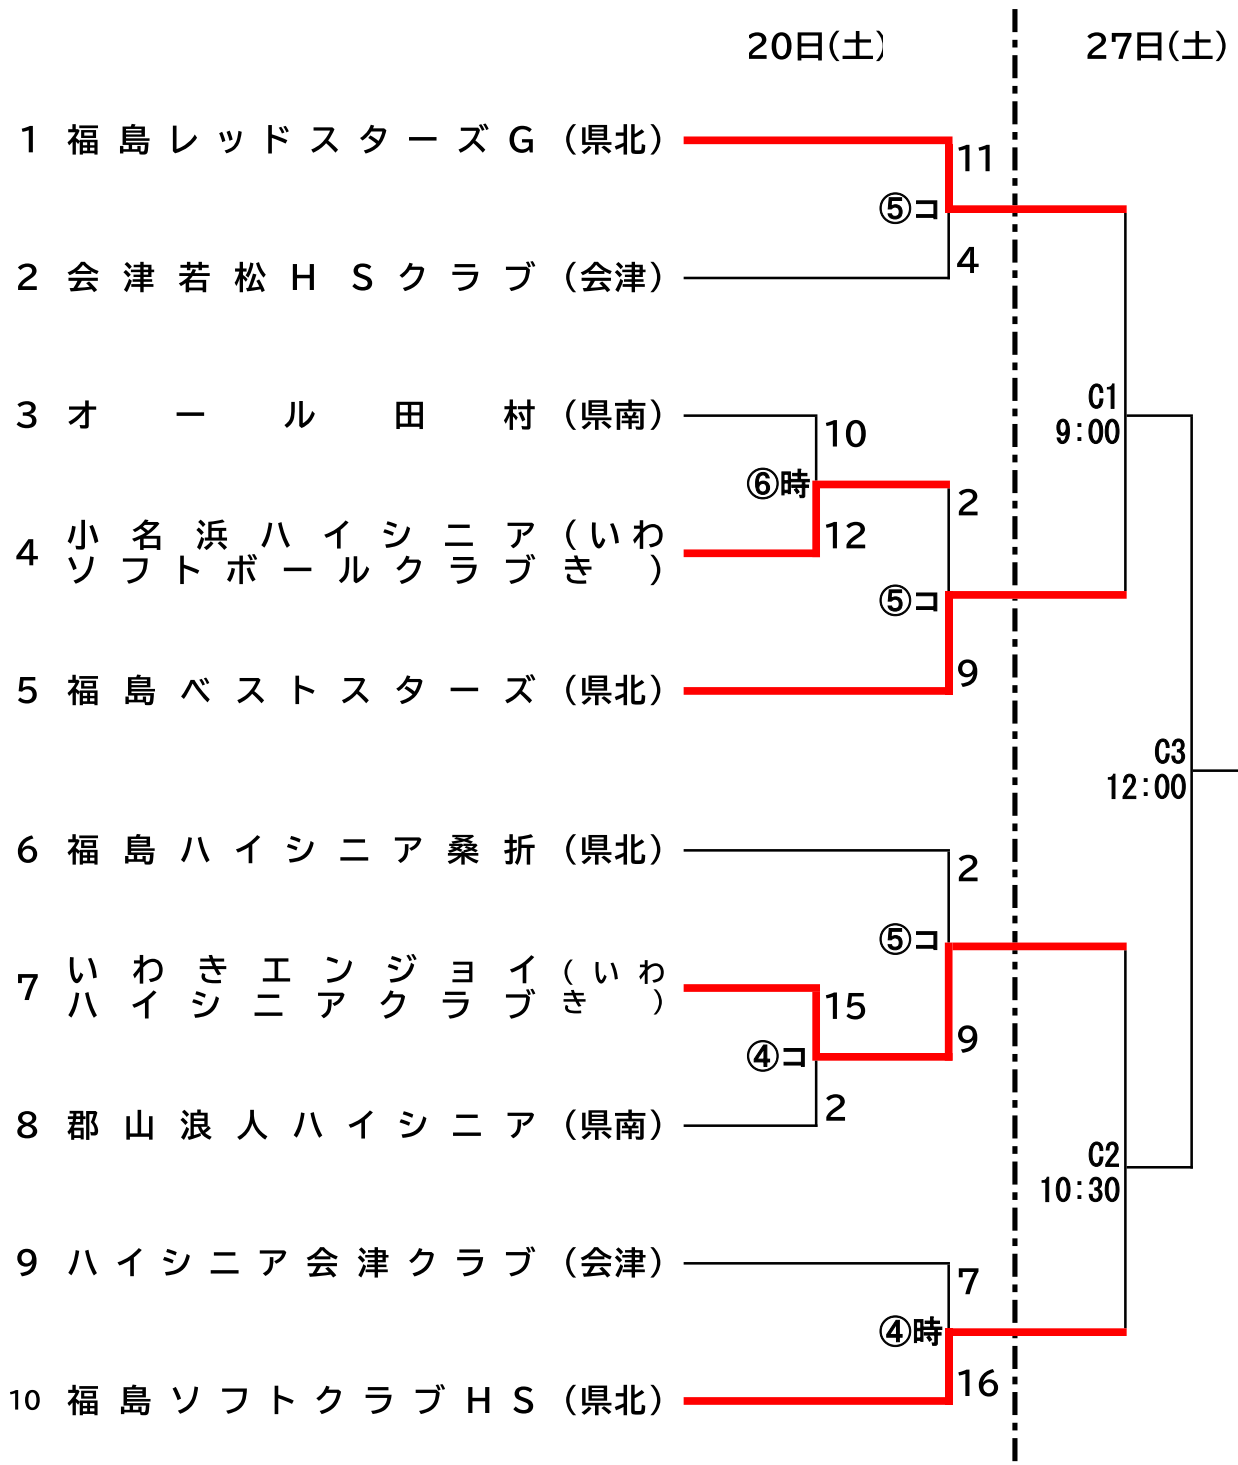 20日(土)
27日(土)
1 福島レッドスターズG (県北)
11
⑤コ
2 会津若松HSクラブ (会津)
4
3 オール田村 (県南)
C1
9:00
10
⑥時
2
4 小名浜ハイシニア (いわ
ソフトボールクラブ き)
12
⑤コ
5 福島ベストスターズ (県北)
9
C3
12:00
6 福島ハイシニア桑折 (県北)
2
⑤コ
7 いわきエンジョイ (いわ
ハイシニアクラブ き)
15
9
④コ
8 郡山浪人ハイシニア (県南)
2
C2
10:30
9 ハイシニア会津クラブ (会津)
7
④時
10 福島ソフトクラブHS (県北)
16